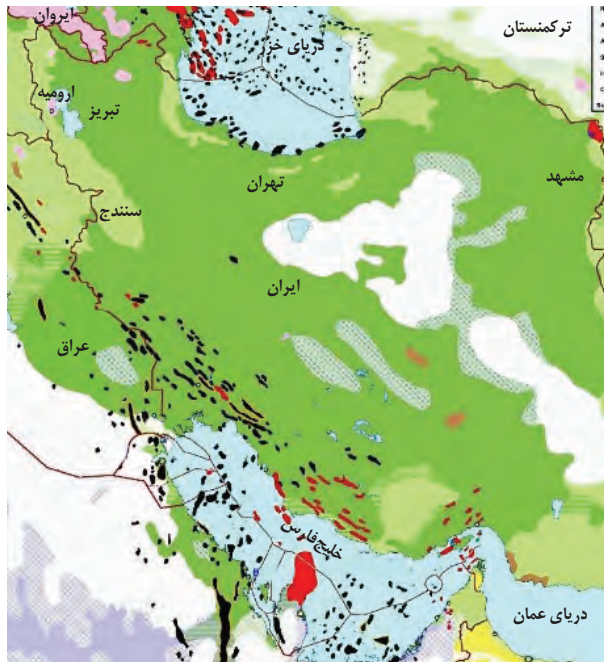 ایروان
دریای خزر
ترکمنستان
ارومیه
تبریز
مشهد
تهران
سنندج
ایران
عراق
خلیج فارس
دریای عمان